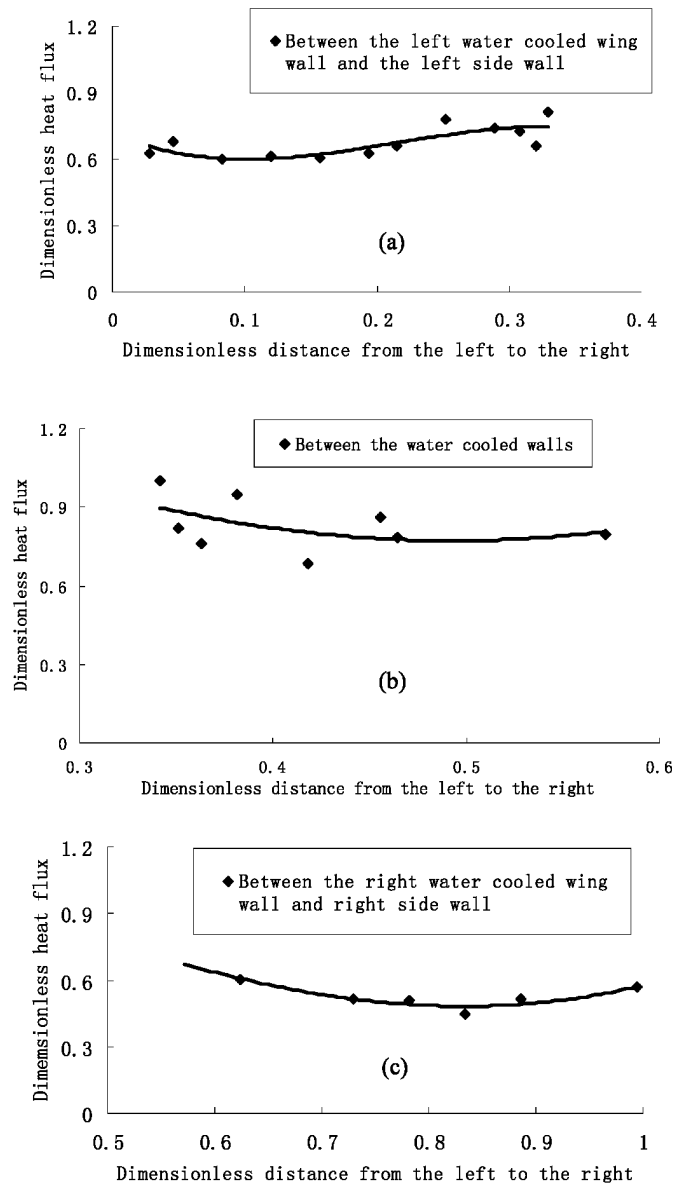 1.2
0.9
0.6
0.3
0
Dimensionless heat flux
◆Between the left water cooled wing
wall and the left side wall
(a)
0 0.1 0.2 0.3 0.4
Dimensionless distance from the left to the right
1.2
0.9
0.6
0.3
0
Dimensionless heat flux
◆Between the water cooled walls
(b)
0.3 0.4 0.5 0.6
Dimensionless distance from the left to the right
1.2
0.9
0.6
0.3
0
Dimemsionless heat flux
◆Between the right water cooled wing
wall and right side wall
(c)
0.5 0.6 0.7 0.8 0.9 1
Dimensionless distance from the left to the right